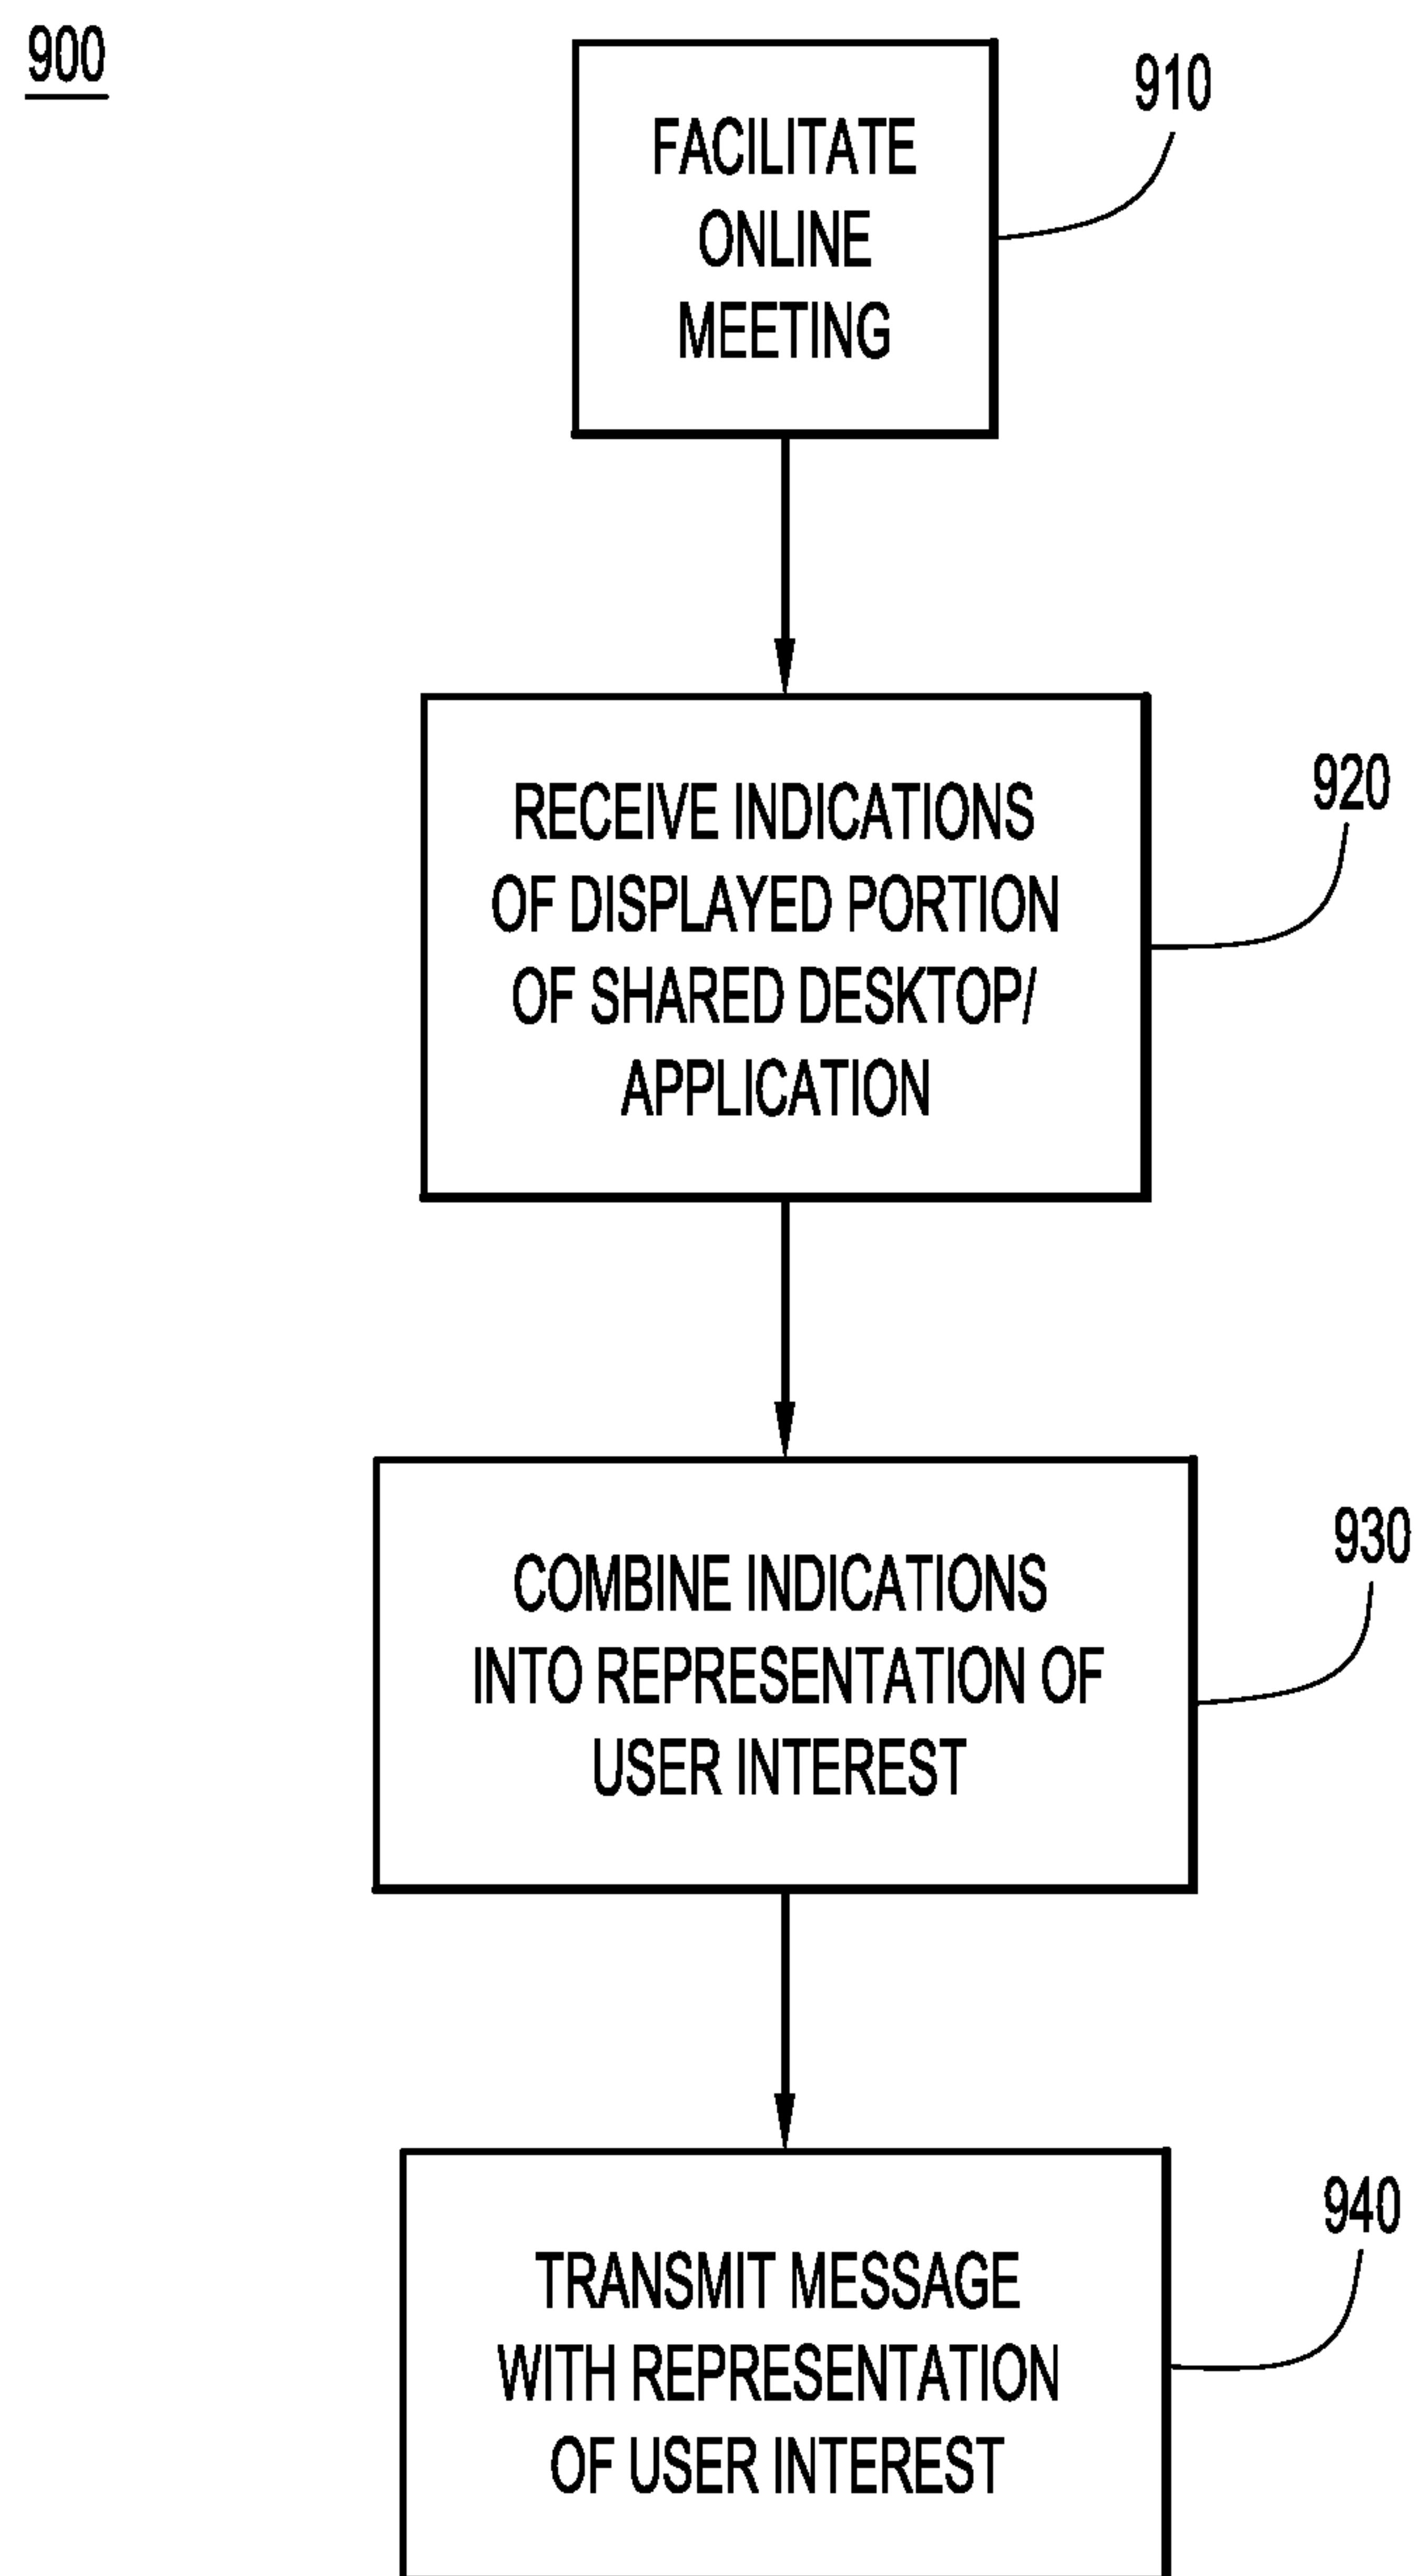 900
FACILITATE
ONLINE
MEETING
910
RECEIVE INDICATIONS
OF DISPLAYED PORTION
OF SHARED DESKTOP/
APPLICATION
920
COMBINE INDICATIONS
INTO REPRESENTATION OF
USER INTEREST
930
TRANSMIT MESSAGE
WITH REPRESENTATION
OF USER INTEREST
940